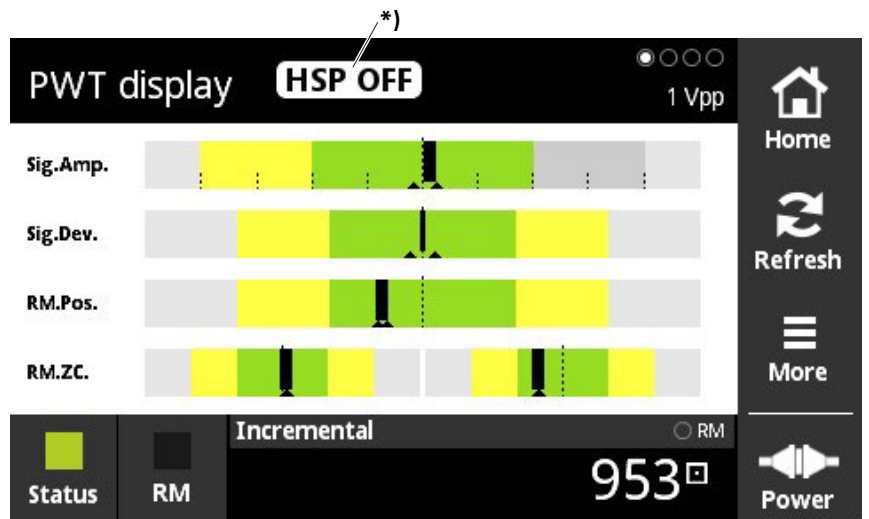 *)
PWT display
HSP OFF
1 Vpp
Home
Sig.Amp.
Sig.Dev.
Refresh
RM.Pos.
RM.ZC.
More
Incremental
RM
953
Status
RM
Power